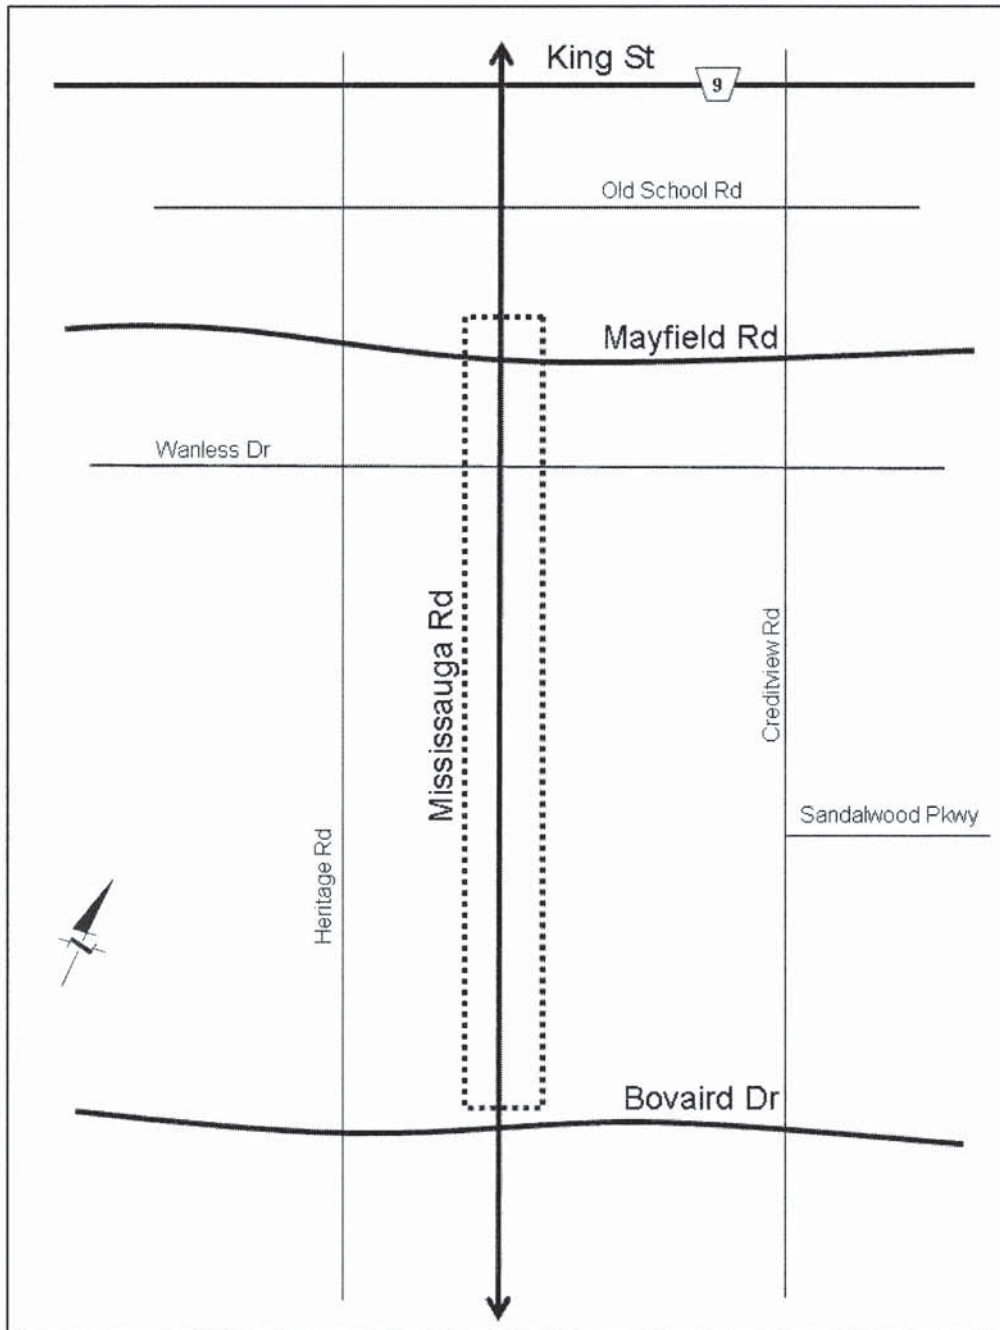 King St
9
Old School Rd
Mayfield Rd
Wanless Dr
Mississauga Rd
Creditview Rd
Sandalwood Pkwy
Heritage Rd
Bovaird Dr